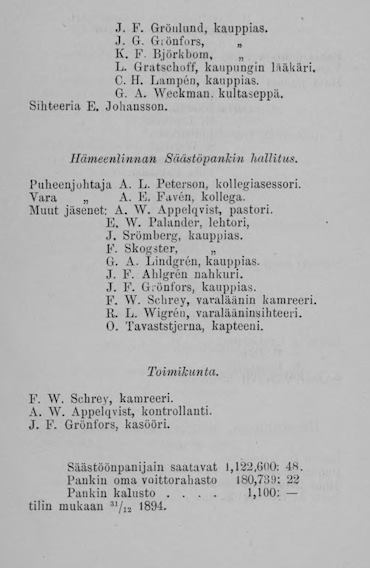 J. F. Grönlund, kauppias.
J. G. Grönfors, „
K. F. Björkbom, „
L. Gratschoff, kaupungin lääkäri.
C. H. Lampén, kauppias.
G. A. Weckman, kultaseppä.
Sihteeria E. Johansson.
Hämeenlinnan Säästöpankin hallitus.
Puheenjohtaja A. L. Peterson, kollegiasessori.
Vara „ A. E. Favén, kollega.
Muut jäsenet: A. W. Appelqvist, pastori.
E. W. Palander, lehtori,
J. Srömberg, kauppias.
F. Skogster, „
G. A. Lindgrén, kauppias.
J. F. Ahlgrén nahkuri.
J. F. Grönfors, kauppias.
F. W. Schrey, varaläänin kamreeri.
R. L. Wigrén, varalääninsihteeri.
O. Tavaststjerna, kapteeni.
Toimikunta.
F. W. Schrey, kamreeri.
A. W. Appelqvist, kontrollanti.
J. F. Grönfors, kasööri.
Säästöönpanijain saatavat 1,122,600: 48.
Pankin oma voittorahasto 180,739: 22
Pankin kalusto . . . . 1,100: —
tilin mukaan ³¹/₁₂ 1894.